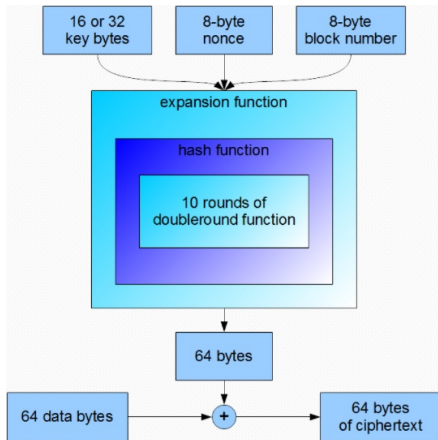 16 or 32
key bytes
8-byte
nonce
8-byte
block number
expansion function
hash function
10 rounds of
doubleround function
64 bytes
64 data bytes
+
64 bytes
of ciphertext